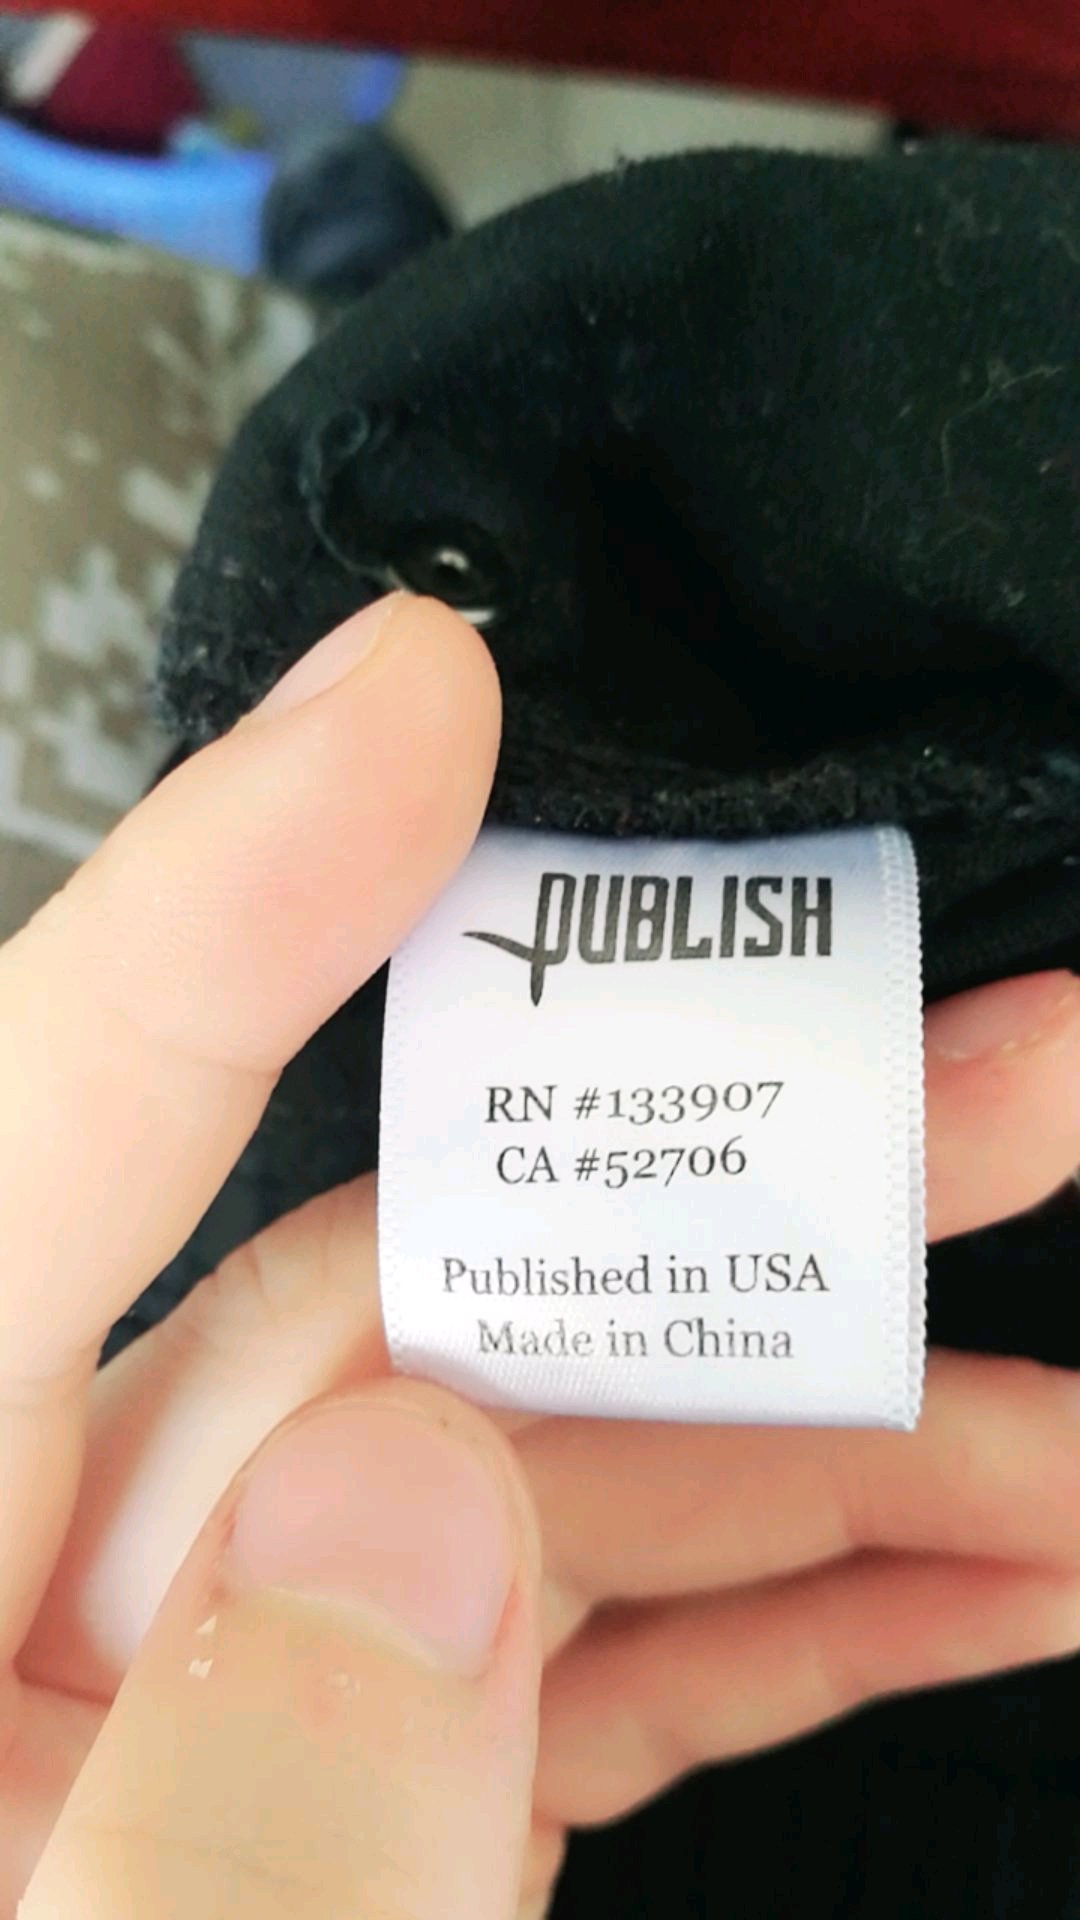 PUBLISH
RN #133907
CA #52706
Published in USA
Made in China